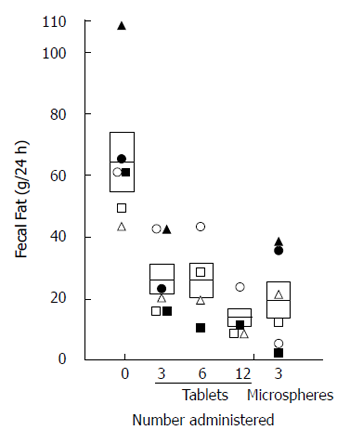 110
100
80
60
40
20
0
Fecal Fat (g/24 h)
0 3 6 12 3
Tablets Microspheres
Number administered